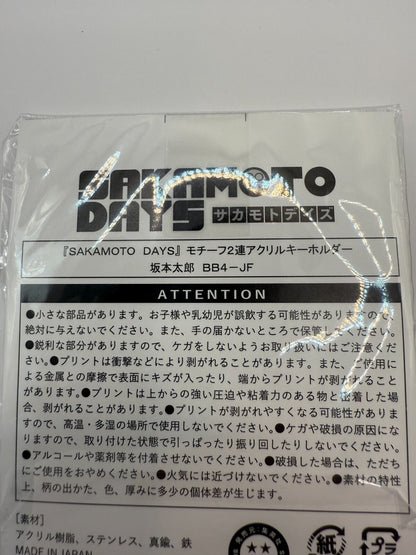 SAKAMOTO
DAYS サカモトデイズ
『SAKAMOTO DAYS』モチーフ2連アクリルキーホルダー
坂本太郎 BB4-JF
ATTENTION
●小さな部品があります。お子様や乳幼児が誤飲する可能性がありますので、
絶対に与えないでください。また、手の届かないところで保管してください。
●鋭利な部分がありますので、ケガをしないようお取り扱いにはご注意くだ
さい。●プリントは衝撃などにより剥がれることがあります。また、ご使用に
よる金属との摩擦で表面にキズが入ったり、端からプリントが剥がれること
があります。●プリントは上からの強い圧迫や粘着力のある物と密着した場
合、剥がれることがあります。●プリントが剥がれやすくなる可能性があります
ので、高温・多湿の場所で使用しないでください。●ケガや破損の原因にな
りますので、取り付けた状態で引っぱったり振り回したりしないでください。
●アルコールや薬剤等を付着させないでください。●破損した場合は、ただち
にご使用をおやめください。●火気には近づけないでください。●素材の特性
上、柄の出かた、色、厚みに多少の個体差が生じます。
[素材]
アクリル樹脂、ステンレス、真鍮、鉄
MADE IN JAPAN
紙
プラ